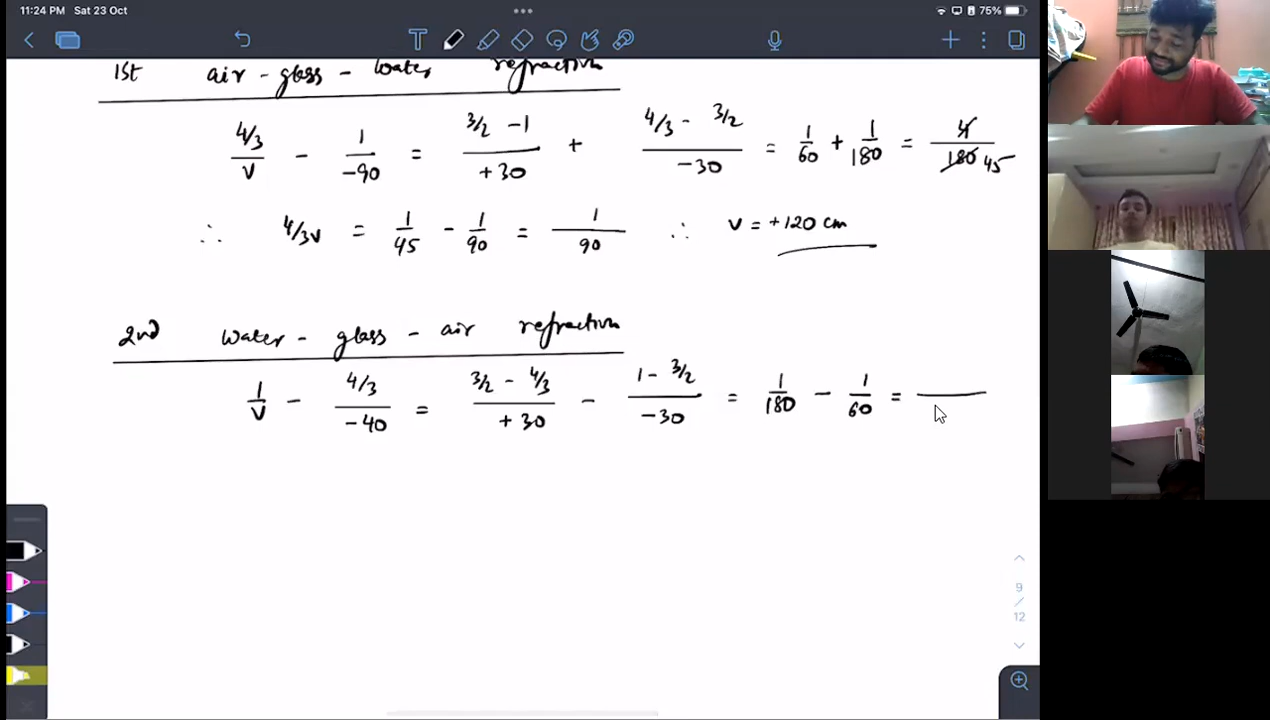 11:24 PM Sat 23 Oct
75%
1st air - glass - water refraction
4/3/v - 1/-90 = 3/2 - 1/+30 + 4/3 - 3/2/-30 = 1/60 + 1/180 = 4/180 45
∴ 4/3v = 1/45 - 1/90 = 1/90 ∴ v = +120 cm
2nd water - glass - air refraction
1/v - 4/3/-40 = 3/2 - 4/3/+30 - 1 - 3/2/-30 = 1/180 - 1/60 =
9
/
12